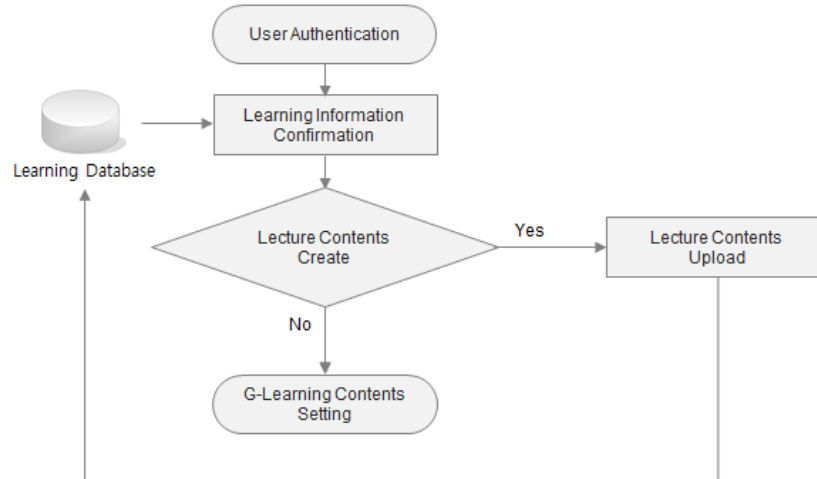 User Authentication
Learning Information
Confirmation
Learning Database
Lecture Contents
Create
Yes
Lecture Contents
Upload
No
G-Learning Contents
Setting